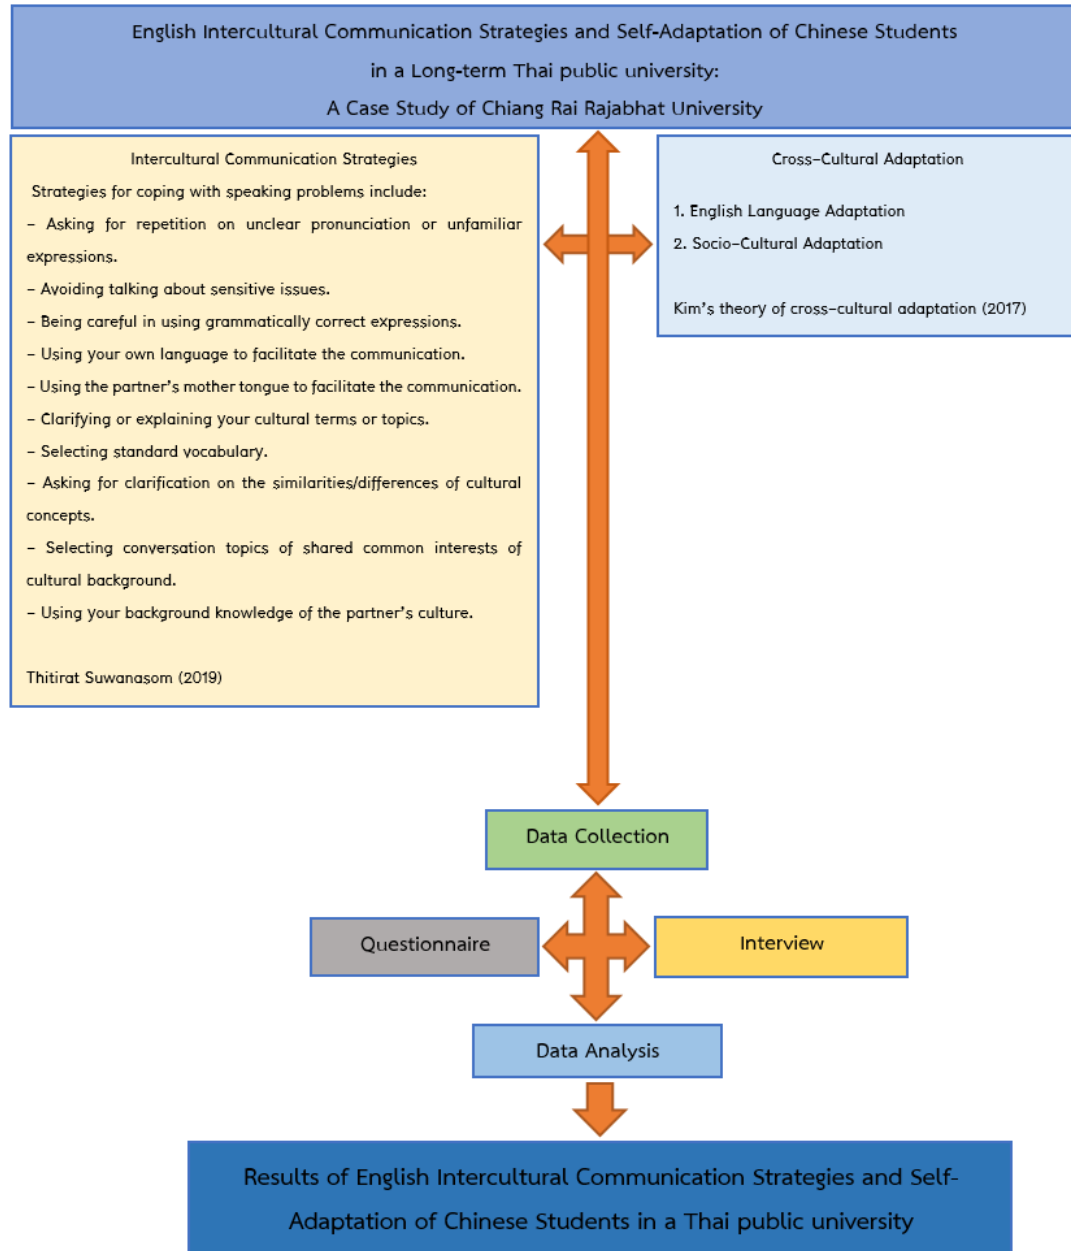 English Intercultural Communication Strategies and Self-Adaptation of Chinese Students
in a Long-term Thai public university:
A Case Study of Chiang Rai Rajabhat University
Intercultural Communication Strategies
Strategies for coping with speaking problems include:
– Asking for repetition on unclear pronunciation or unfamiliar
expressions.
– Avoiding talking about sensitive issues.
– Being careful in using grammatically correct expressions.
– Using your own language to facilitate the communication.
– Using the partner's mother tongue to facilitate the communication.
– Clarifying or explaining your cultural terms or topics.
– Selecting standard vocabulary.
– Asking for clarification on the similarities/differences of cultural
concepts.
– Selecting conversation topics of shared common interests of
cultural background.
– Using your background knowledge of the partner's culture.
Thitirat Suwanasom (2019)
Cross-Cultural Adaptation
1. English Language Adaptation
2. Socio-Cultural Adaptation
Kim's theory of cross-cultural adaptation (2017)
Data Collection
Questionnaire
Interview
Data Analysis
Results of English Intercultural Communication Strategies and Self-
Adaptation of Chinese Students in a Thai public university